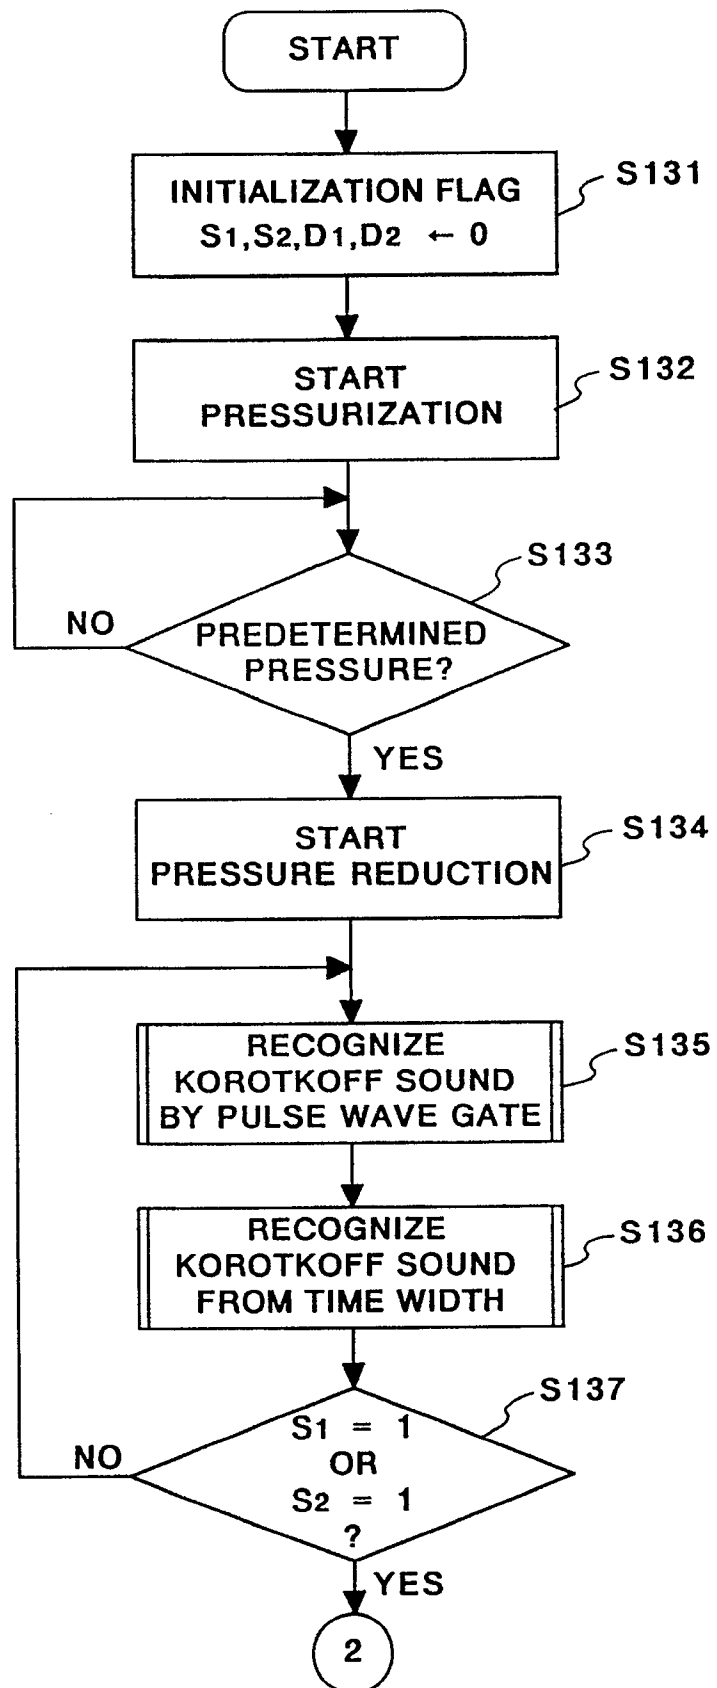 START
INITIALIZATION FLAG
S1,S2,D1,D2 ← 0
S131
START
PRESSURIZATION
S132
S133
NO
PREDETERMINED
PRESSURE?
YES
START
PRESSURE REDUCTION
S134
RECOGNIZE
KOROTKOFF SOUND
BY PULSE WAVE GATE
S135
RECOGNIZE
KOROTKOFF SOUND
FROM TIME WIDTH
S136
S137
NO
S1 = 1
OR
S2 = 1
?
YES
2